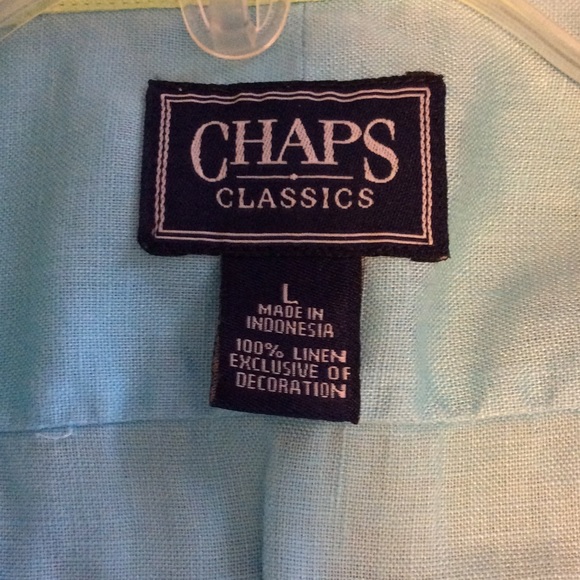 CHAPS
CLASSICS
L
MADE IN
INDONESIA
100% LINEN
EXCLUSIVE OF
DECORATION